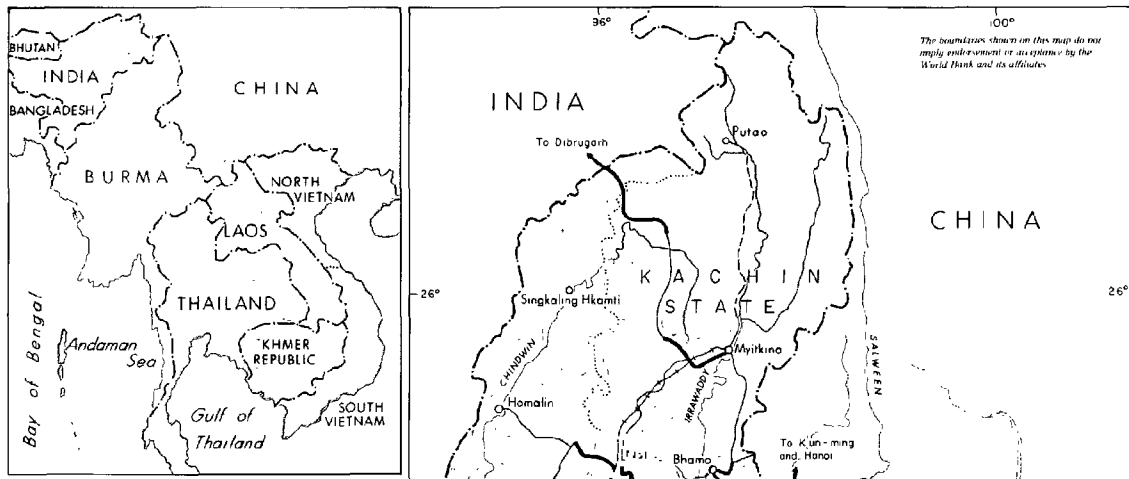 BHUTAN
INDIA
BANGLADESH
CHINA
BURMA
NORTH
VIETNAM
LAOS
THAILAND
KHMER
REPUBLIC
SOUTH
VIETNAM
Bay of Bengal
Andaman
Sea
Gulf of
Thailand
96°
100°
The boundaries shown on this map do not
imply endorsement or acceptance by the
World Bank and its affiliates
INDIA
To Dibrugarh
Putao
CHINA
KACHIN
STATE
26°
26°
Singkaling Hkamti
CHINDWIN
Myitkina
IRRAWADDY
SALWEEN
Homalin
Bhamo
To K'un-ming
and Hanoi